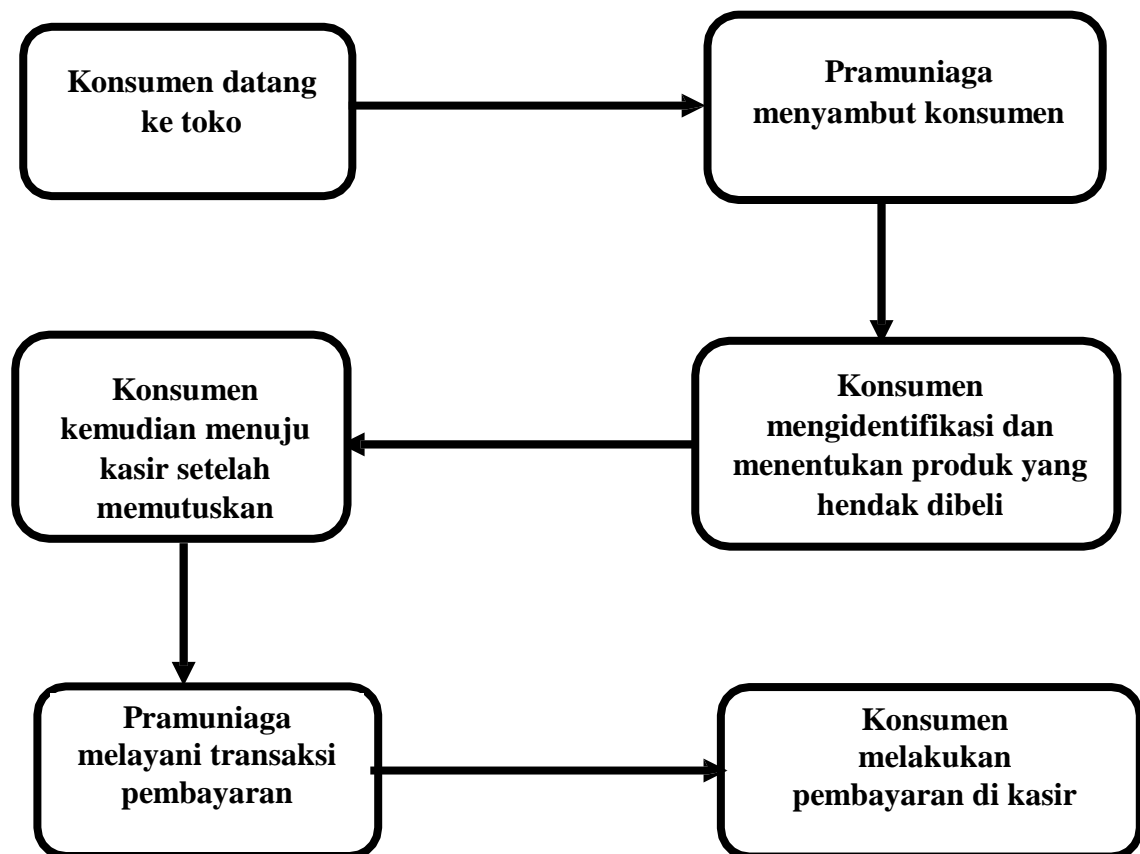 Konsumen datang
ke toko
Pramuniaga
menyambut konsumen
Konsumen
mengidentifikasi dan
menentukan produk yang
hendak dibeli
Konsumen
kemudian menuju
kasir setelah
memutuskan
Pramuniaga
melayani transaksi
pembayaran
Konsumen
melakukan
pembayaran di kasir